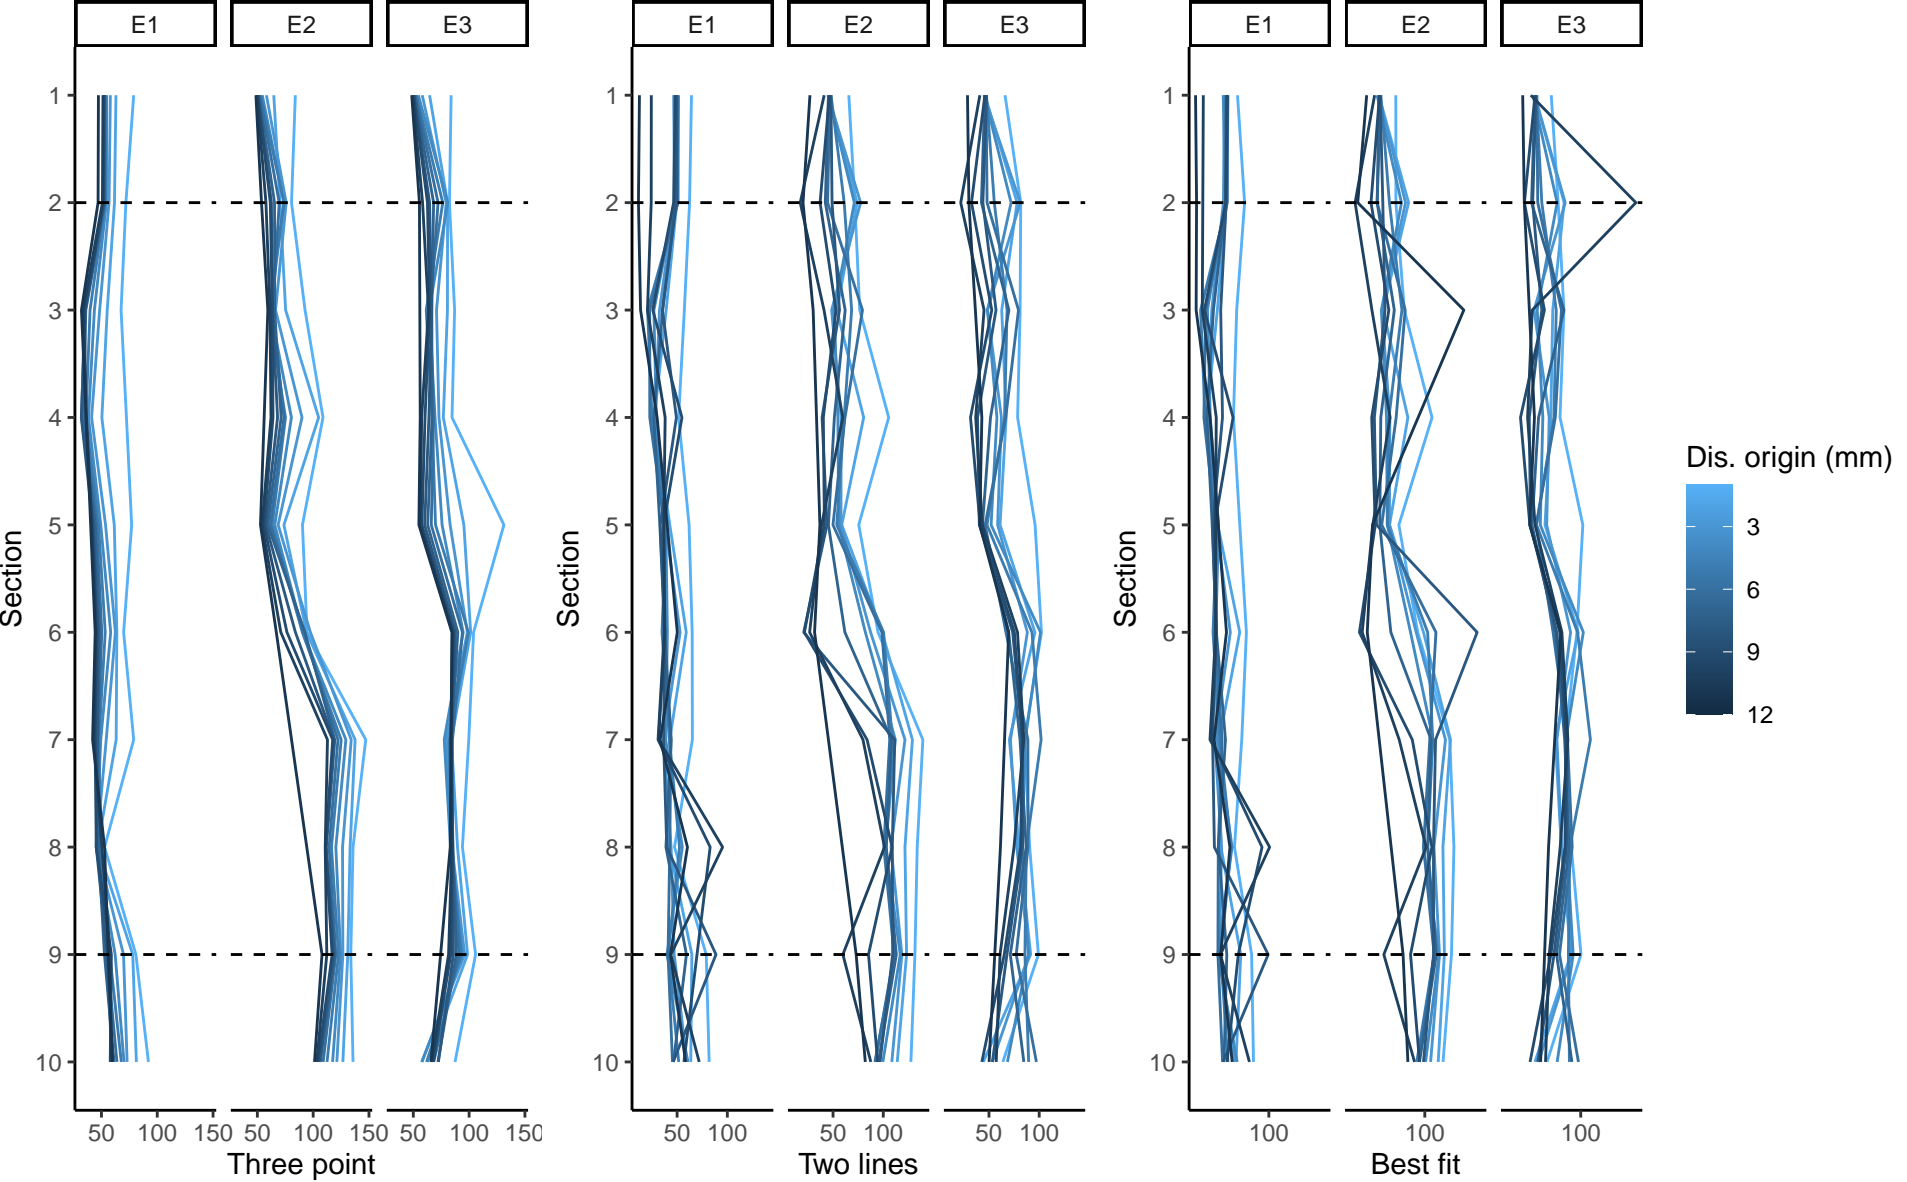 E1 E2 E3 E1 E2 E3 E1 E2 E3
1 1 1
2 2 2
3 3 3
4 4 4
Dis. origin (mm)
5 5 5
3
6 6 6
6
9
12
7 7 7
8 8 8
9 9 9
10 10 10
Section Section Section
50 100 150 50 100 150 50 100 150 50 100 50 100 50 100 100 100 100
Three point Two lines Best fit